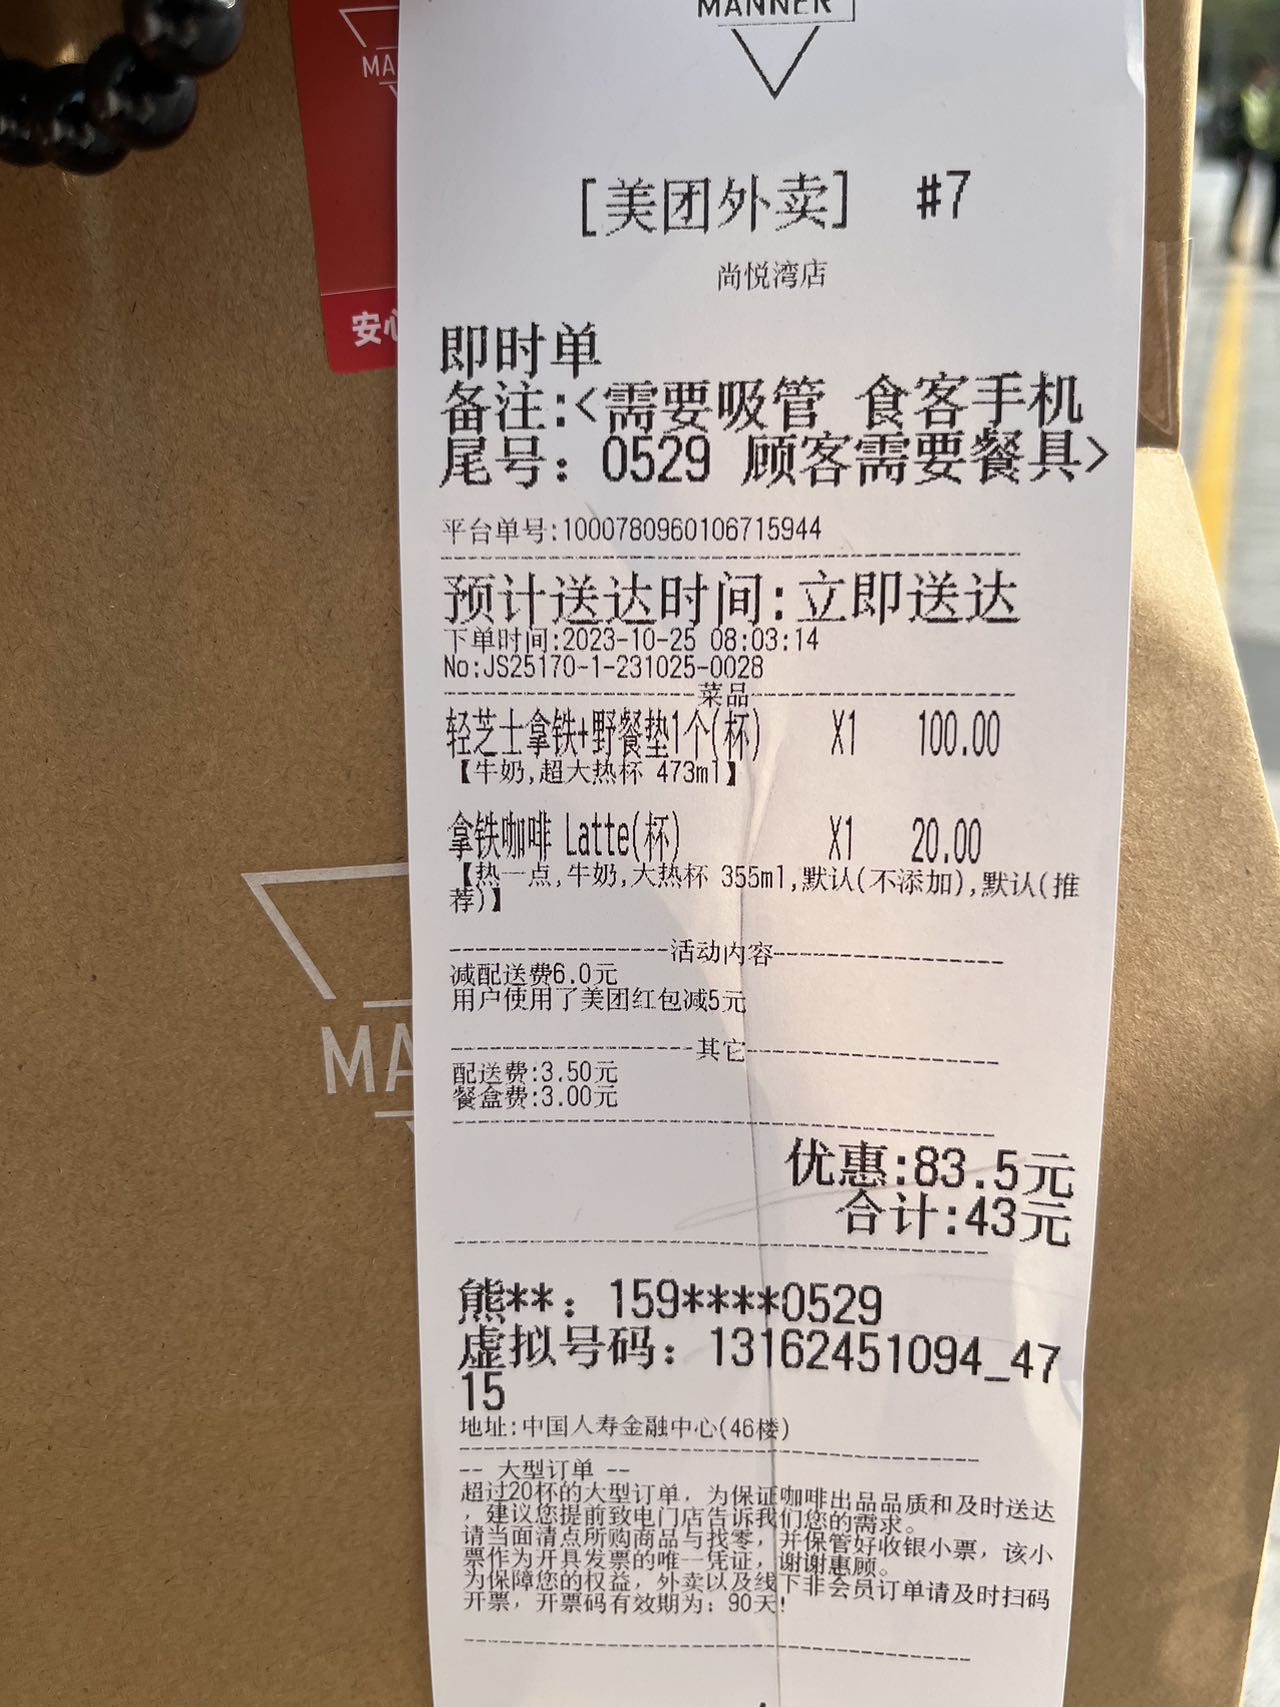 MANNER
MA
安心
[美团外卖] #7
尚悦湾店
即时单
备注:<需要吸管 食客手机
尾号: 0529 顾客需要餐具>
平台单号:1000780960106715944
预计送达时间:立即送达
下单时间:2023-10-25 08:03:14
No:JS25170-1-231025-0028
菜品
轻芝士拿铁+野餐垫1个(杯) X1 100.00
【牛奶,超大热杯 473ml】
拿铁咖啡 Latte(杯) X1 20.00
【热一点,牛奶,大热杯 355ml,默认(不添加),默认(推
荐)】
活动内容
减配送费6.0元
用户使用了美团红包减5元
其它
配送费:3.50元
餐盒费:3.00元
优惠:83.5元
合计:43元
MA
熊**: 159****0529
虚拟号码: 13162451094_47
15
地址:中国人寿金融中心(46楼)
-- 大型订单 --
超过20杯的大型订单, 为保证咖啡出品品质和及时送达
, 建议您提前致电门店告诉我们您的需求。
请当面清点所购商品与找零, 并保管好收银小票, 该小
票作为开具发票的唯一凭证, 谢谢惠顾。
为保障您的权益, 外卖以及线下非会员订单请及时扫码
开票, 开票码有效期为: 90天!